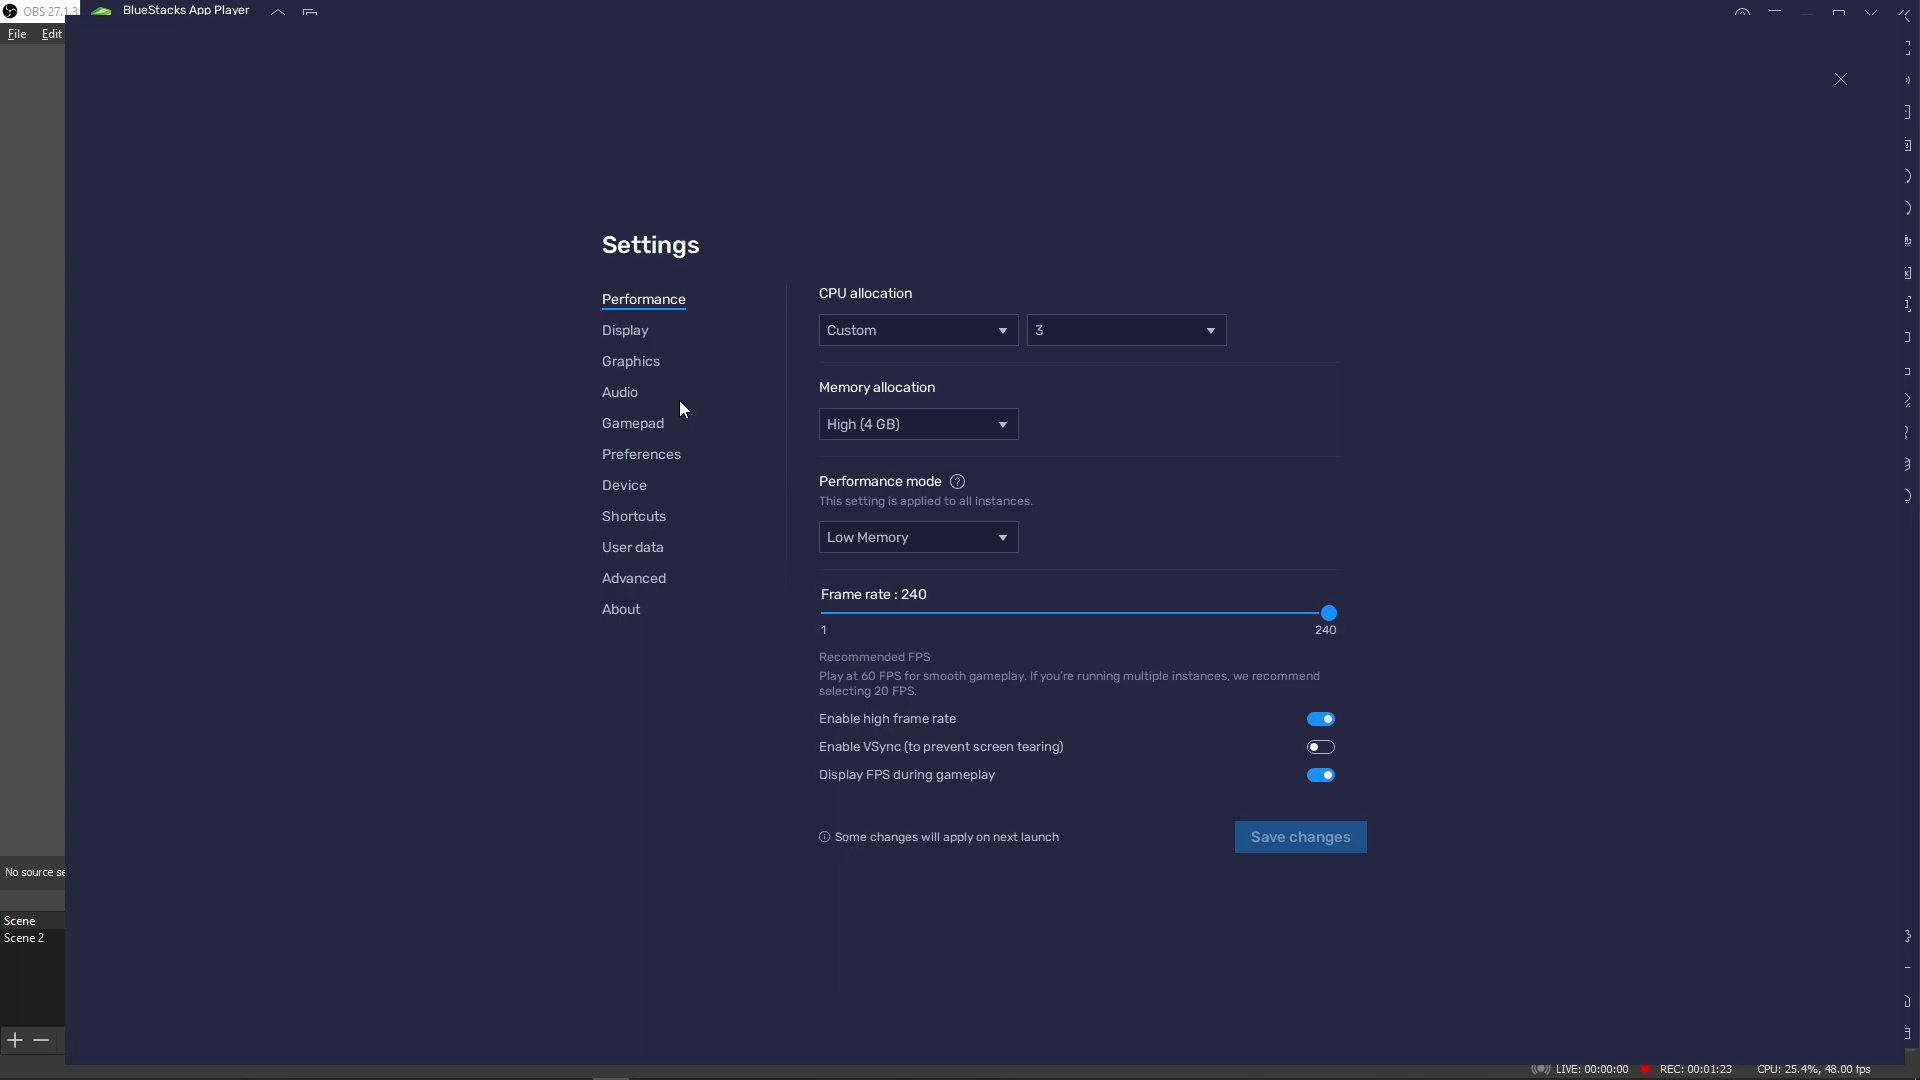 OBS 27.1.3
BlueStacks App Player
File Edit
Settings
Performance
Display
Graphics
Audio
Gamepad
Preferences
Device
Shortcuts
User data
Advanced
About
CPU allocation
Custom 3
Memory allocation
High (4 GB)
Performance mode
This setting is applied to all instances.
Low Memory
Frame rate : 240
1 240
Recommended FPS
Play at 60 FPS for smooth gameplay. If you're running multiple instances, we recommend
selecting 20 FPS.
Enable high frame rate
Enable VSync (to prevent screen tearing)
Display FPS during gameplay
Some changes will apply on next launch
Save changes
No source se
Scene
Scene 2
LIVE: 00:00:00 REC: 00:01:23 CPU: 25.4%, 48.00 fps